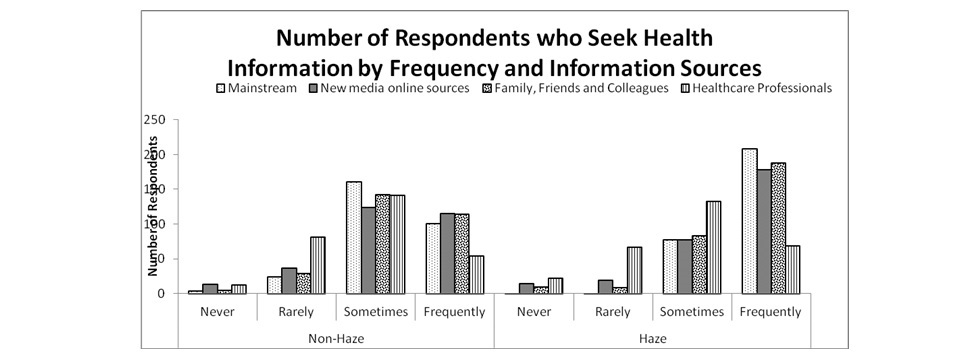 Number of Respondents who Seek Health
Information by Frequency and Information Sources
Mainstream New media online sources Family, Friends and Colleagues Healthcare Professionals
Number of Respondents
250
200
150
100
50
0
Never Rarely Sometimes Frequently Never Rarely Sometimes Frequently
Non-Haze Haze